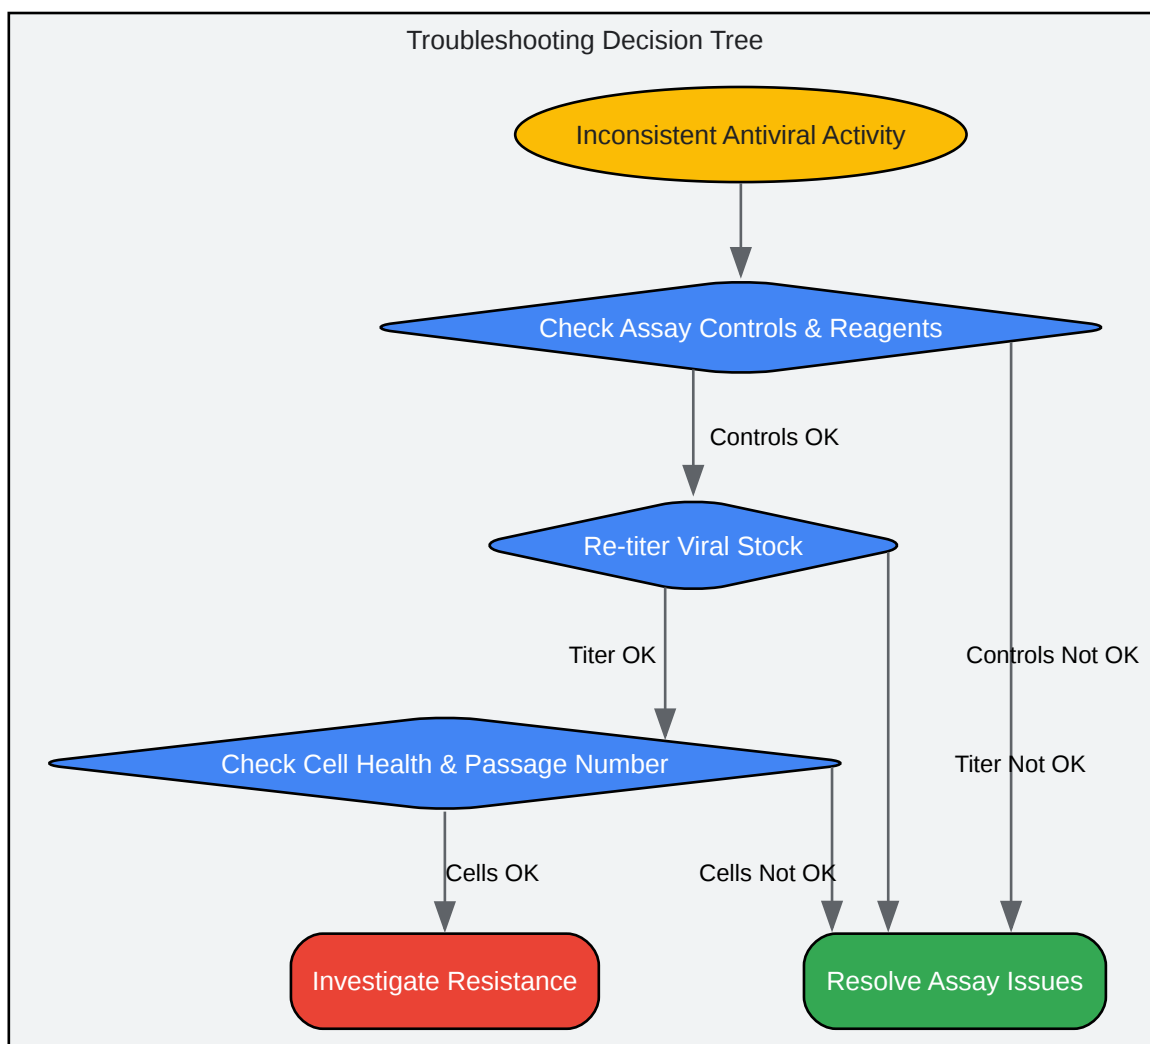 Troubleshooting Decision Tree
Inconsistent Antiviral Activity
Check Assay Controls & Reagents
Controls OK
Re-titer Viral Stock
Titer OK
Controls Not OK
Check Cell Health & Passage Number
Titer Not OK
Cells OK
Cells Not OK
Investigate Resistance
Resolve Assay Issues